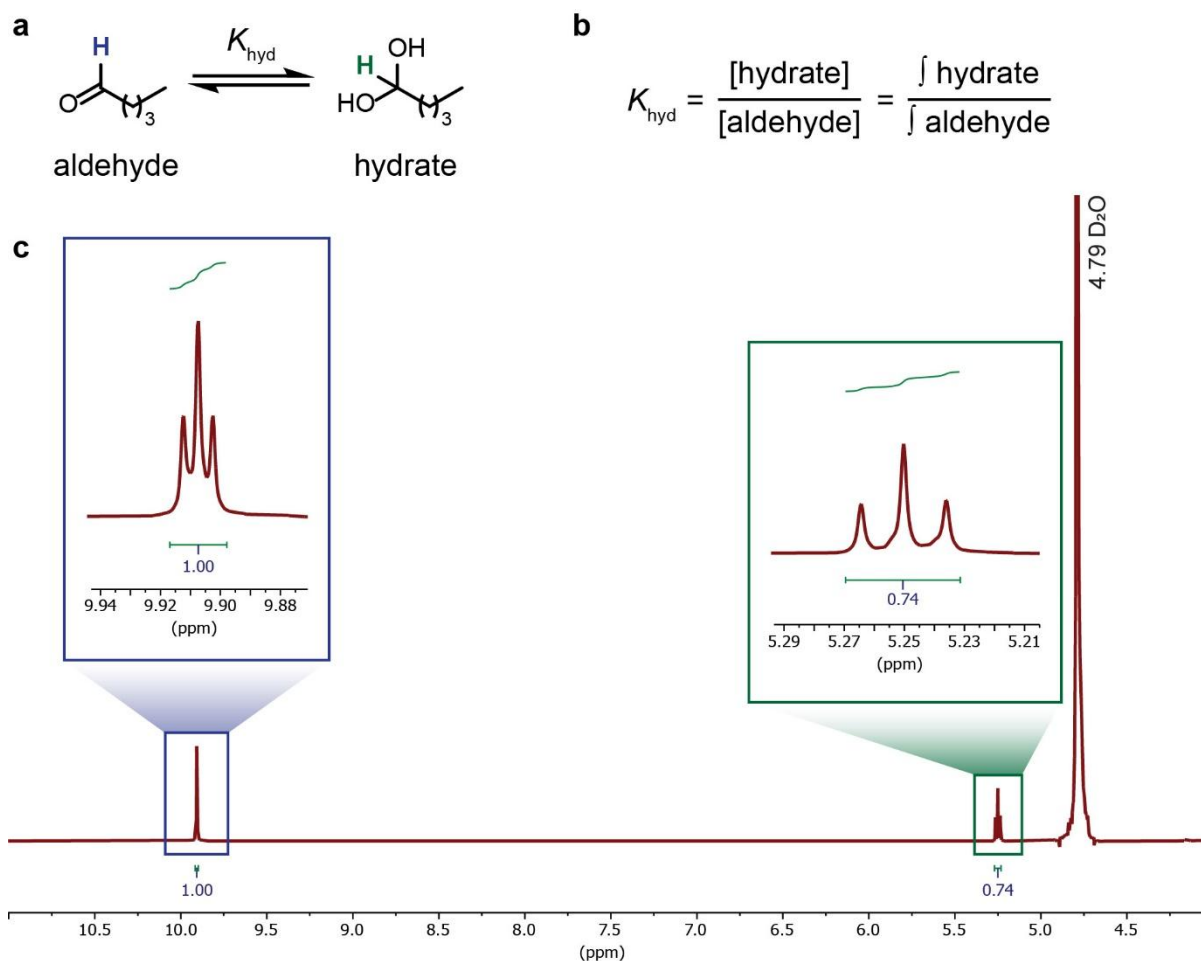 a
H
O
( )3
aldehyde
Khyd
OH
H
HO
( )3
hydrate
b
Khyd = [hydrate] / [aldehyde] = ∫ hydrate / ∫ aldehyde
c
1.00
9.94 9.92 9.90 9.88
(ppm)
0.74
5.29 5.27 5.25 5.23 5.21
(ppm)
4.79 D₂O
1.00
0.74
10.5 10.0 9.5 9.0 8.5 8.0 7.5 7.0 6.5 6.0 5.5 5.0 4.5
(ppm)